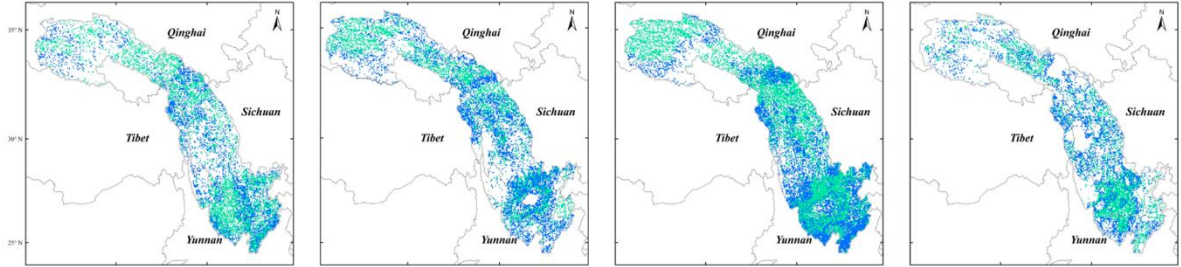 N
35° N
Qinghai
Sichuan
30° N
Tibet
25° N
Yunnan
N
Qinghai
Sichuan
Tibet
Yunnan
N
Qinghai
Sichuan
Tibet
Yunnan
N
Qinghai
Sichuan
Tibet
Yunnan